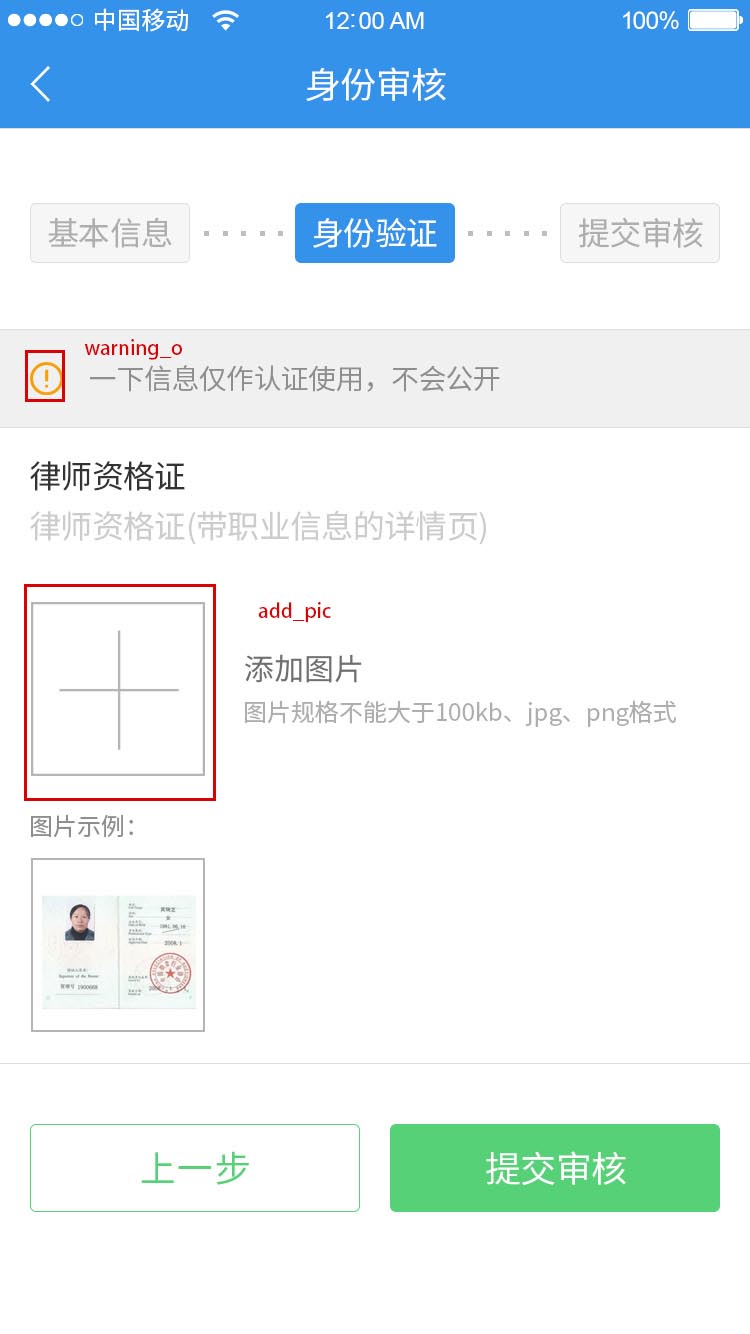 中国移动 12:00 AM 100%
身份审核
基本信息 身份验证 提交审核
warning_o
一下信息仅作认证使用，不会公开
律师资格证
律师资格证(带职业信息的详情页)
add_pic
添加图片
图片规格不能大于100kb、jpg、png格式
图片示例：
上一步 提交审核